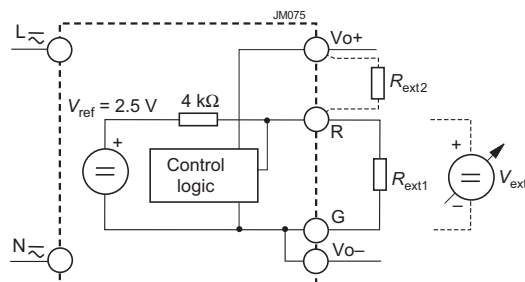 JM075
L
Vo+
Rext2
Vref = 2.5 V
4 kΩ
+
R
Control
logic
+
=
=
Rext1
Vext
–
G
N
Vo–